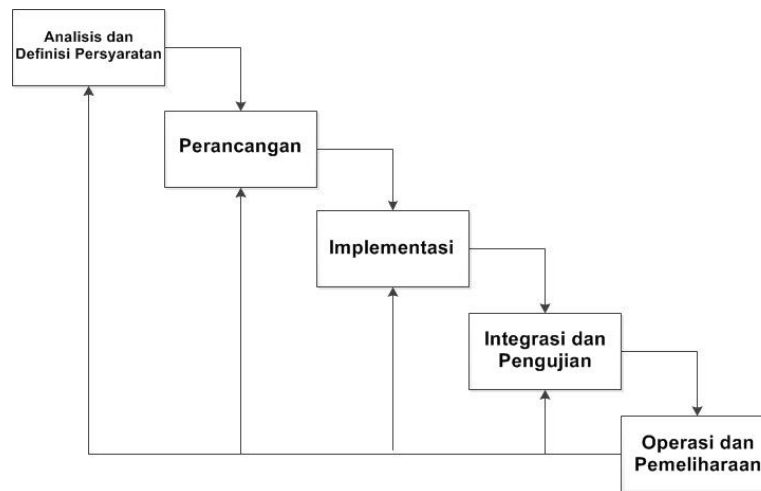 Analisis dan
Definisi Persyaratan
Perancangan
Implementasi
Integrasi dan
Pengujian
Operasi dan
Pemeliharaan